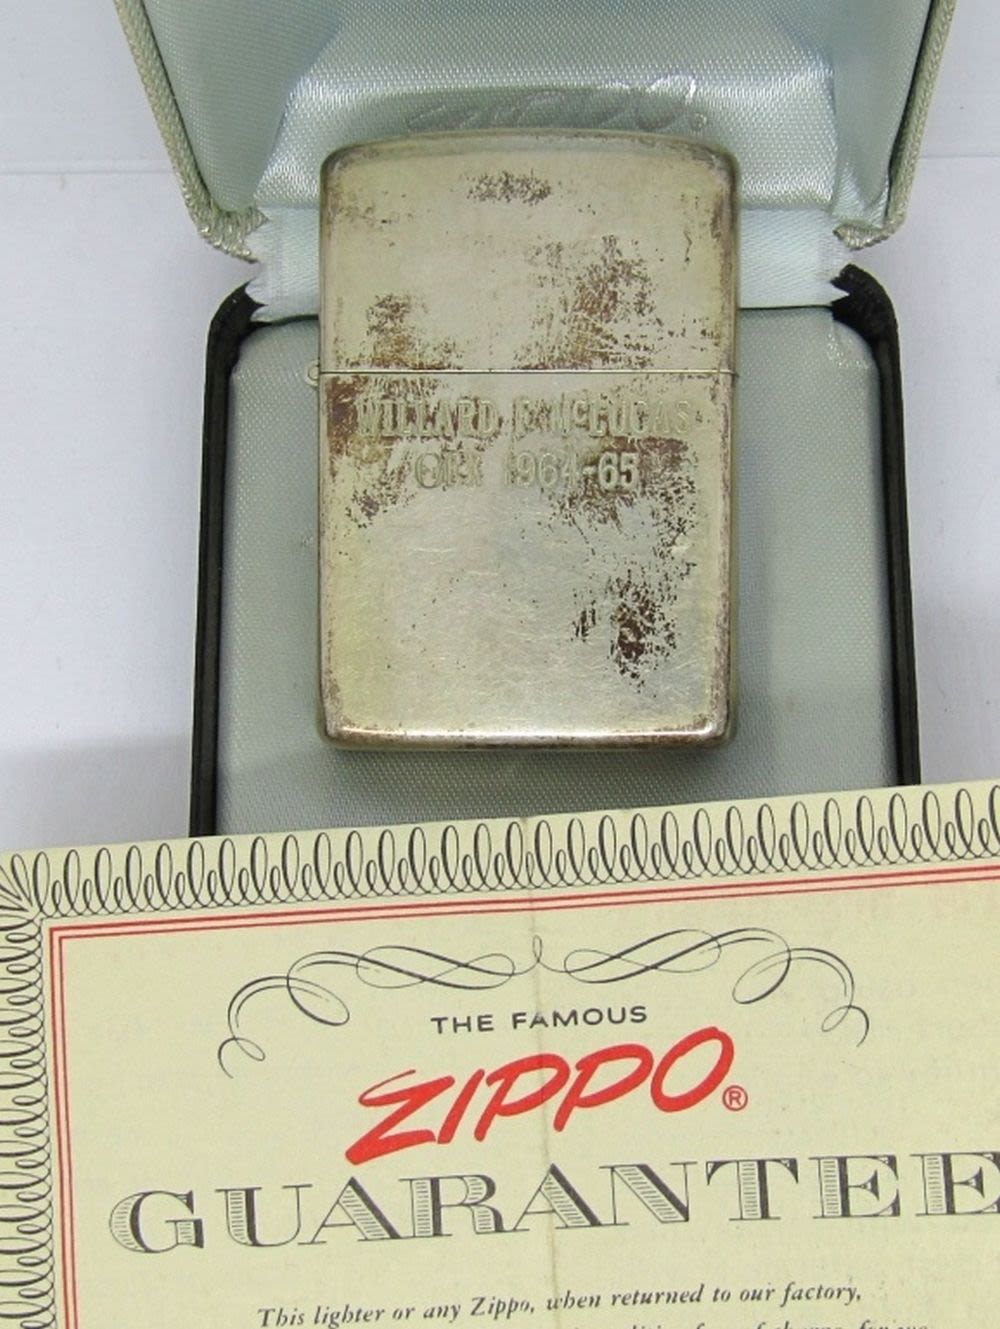 WILLARD F. McLUCAS
1964-65
THE FAMOUS
ZIPPO®
GUARANTEE
This lighter or any Zippo, when returned to our factory,